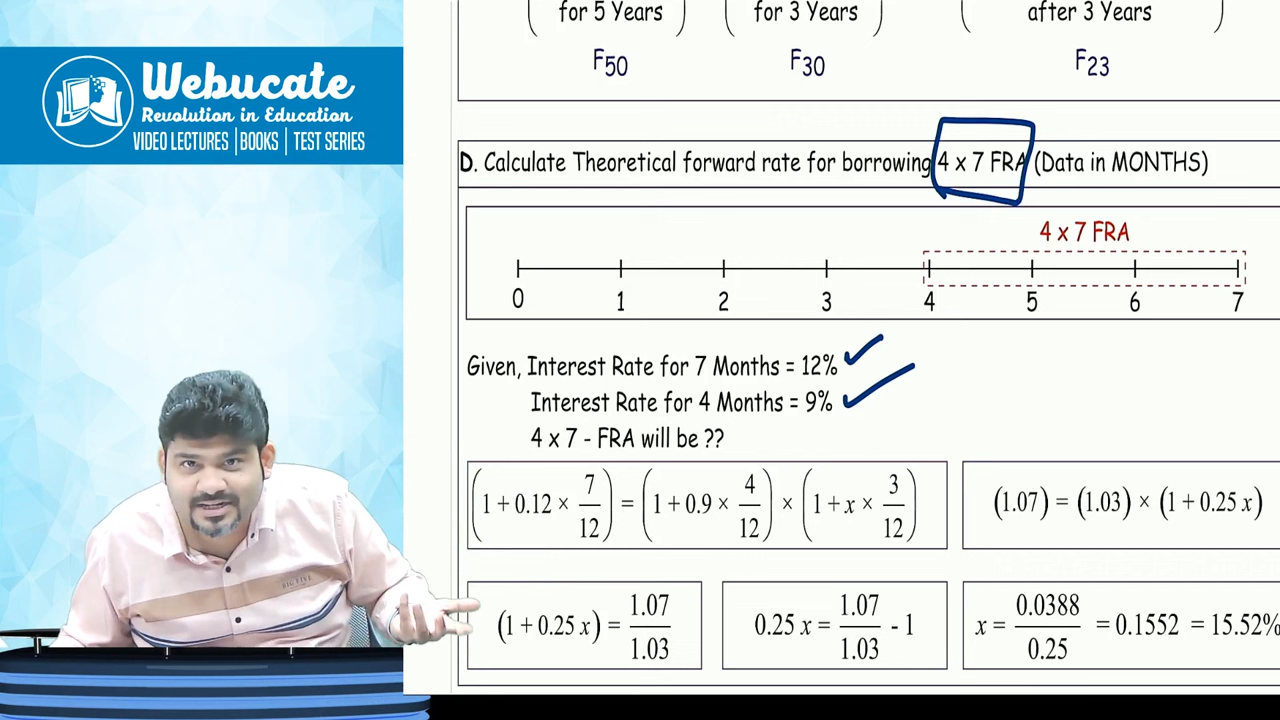 Webucate
Revolution in Education
VIDEO LECTURES | BOOKS | TEST SERIES
for 5 Years
for 3 Years
after 3 Years
F50
F30
F23
D. Calculate Theoretical forward rate for borrowing 4 x 7 FRA (Data in MONTHS)
4 x 7 FRA
0 1 2 3 4 5 6 7
Given, Interest Rate for 7 Months = 12%
Interest Rate for 4 Months = 9%
4 x 7 - FRA will be ??
(1 + 0.12 × 7/12) = (1 + 0.9 × 4/12) × (1 + x × 3/12)
(1.07) = (1.03) × (1 + 0.25 x)
(1 + 0.25 x) = 1.07/1.03
0.25 x = 1.07/1.03 - 1
x = 0.0388/0.25 = 0.1552 = 15.52%
BIG FIVE